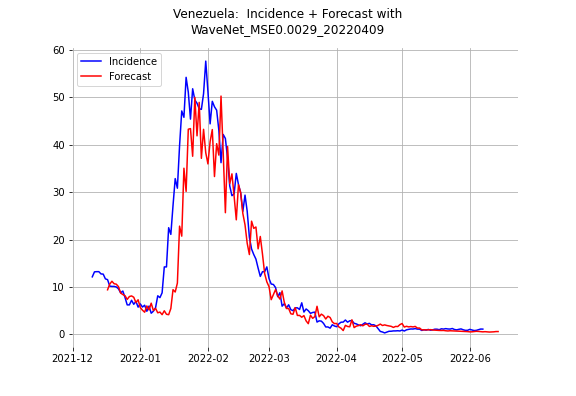 Venezuela:  Incidence + Forecast with
WaveNet_MSE0.0029_20220409
Incidence
Forecast
60
50
40
30
20
10
0
2021-12 2022-01 2022-02 2022-03 2022-04 2022-05 2022-06